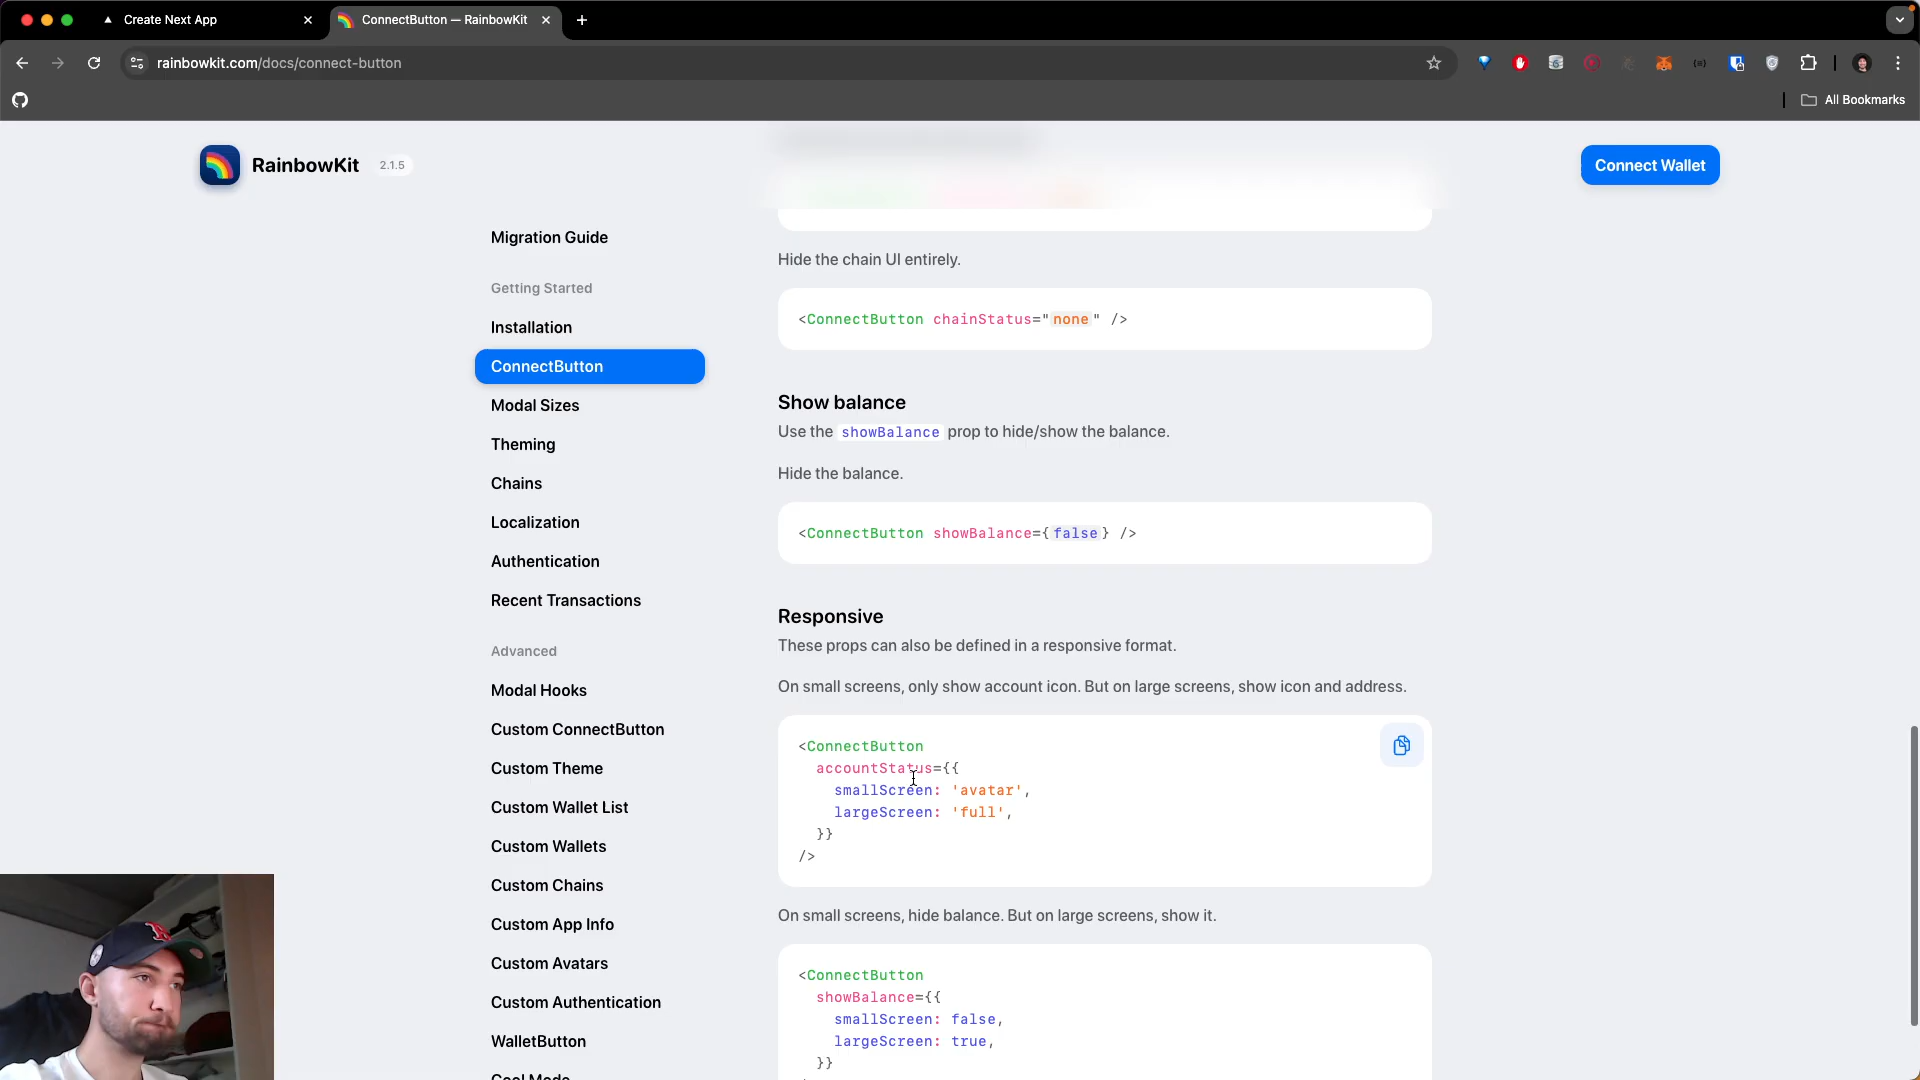 Create Next App
ConnectButton — RainbowKit
rainbowkit.com/docs/connect-button
All Bookmarks
RainbowKit 2.1.5
Connect Wallet
Migration Guide
Getting Started
Installation
ConnectButton
Modal Sizes
Theming
Chains
Localization
Authentication
Recent Transactions
Advanced
Modal Hooks
Custom ConnectButton
Custom Theme
Custom Wallet List
Custom Wallets
Custom Chains
Custom App Info
Custom Avatars
Custom Authentication
WalletButton
Cool Mode
Hide the chain UI entirely.
<ConnectButton chainStatus="none" />
Show balance
Use the showBalance prop to hide/show the balance.
Hide the balance.
<ConnectButton showBalance={false} />
Responsive
These props can also be defined in a responsive format.
On small screens, only show account icon. But on large screens, show icon and address.
<ConnectButton
accountStatus={{
smallScreen: 'avatar',
largeScreen: 'full',
}}
/>
On small screens, hide balance. But on large screens, show it.
<ConnectButton
showBalance={{
smallScreen: false,
largeScreen: true,
}}